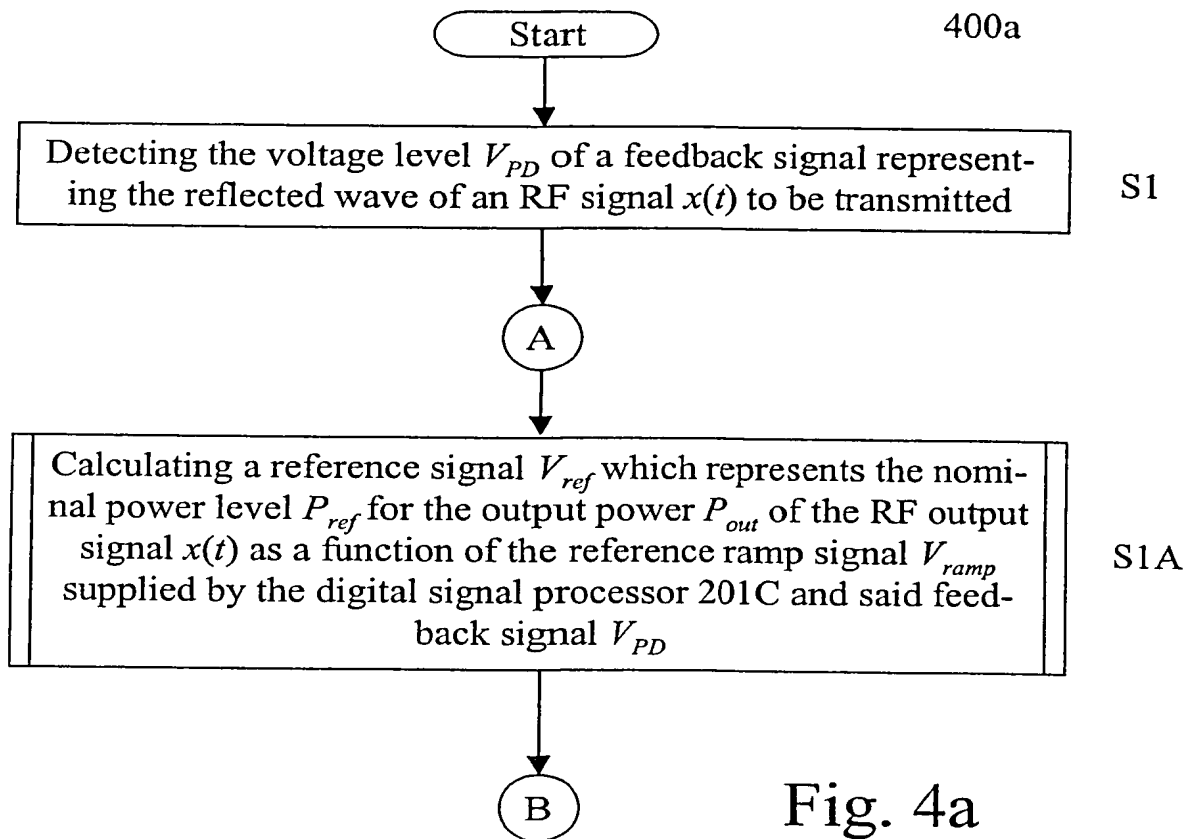 Start
400a
Detecting the voltage level V_PD of a feedback signal represent-
ing the reflected wave of an RF signal x(t) to be transmitted
S1
A
Calculating a reference signal V_ref which represents the nomi-
nal power level P_ref for the output power P_out of the RF output
signal x(t) as a function of the reference ramp signal V_ramp
supplied by the digital signal processor 201C and said feed-
back signal V_PD
S1A
B
Fig. 4a